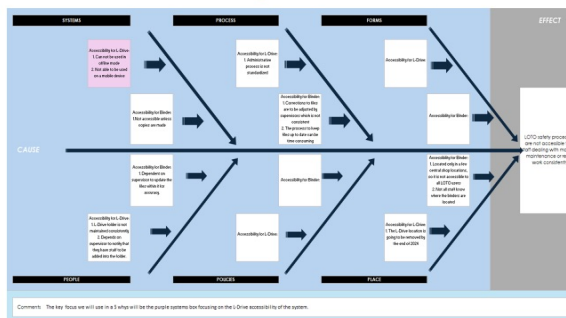 SYSTEMS
PROCESS
FORMS
EFFECT
Accessibility for L-Drive:
1. Can not be used in
offline mode
2. Not able to be used
on a mobile device
Accessibility for L-Drive:
1. Administrative
process is not
standardized
Accessibility for L-Drive:
Accessibility for Binder:
1. Not accessible unless
copies are made
Accessibility for Binder:
1. Corrections to files
are to be adjusted by
supervisors which is not
consistent
2. The process to keep
files up to date can be
time consuming
Accessibility for Binder:
CAUSE
LOTO safety proce
are not accessible
staff dealing with
maintenance or re
work consistent
Accessibility for Binder:
1. Dependent on
supervisor to update the
files within it for
accuracy.
Accessibility for Binder:
Accessibility for Binder:
1. Located only in a few
central shop locations,
so it is not accessible to
all LOTO users
2. Not all staff know
where the binders are
located
Accessibility for L-Drive:
1. L-Drive folder is not
maintained consistently.
2. Depends on
supervisor to notify that
they have staff to be
added into the folder.
Accessibility for L-Drive:
Accessibility for L-Drive:
1. The L-Drive location is
going to be removed by
the end of 2024
PEOPLE
POLICIES
PLACE
Comments: The key focus we will use in a 5 whys will be the purple systems box focusing on the L-Drive accessibility of the system.